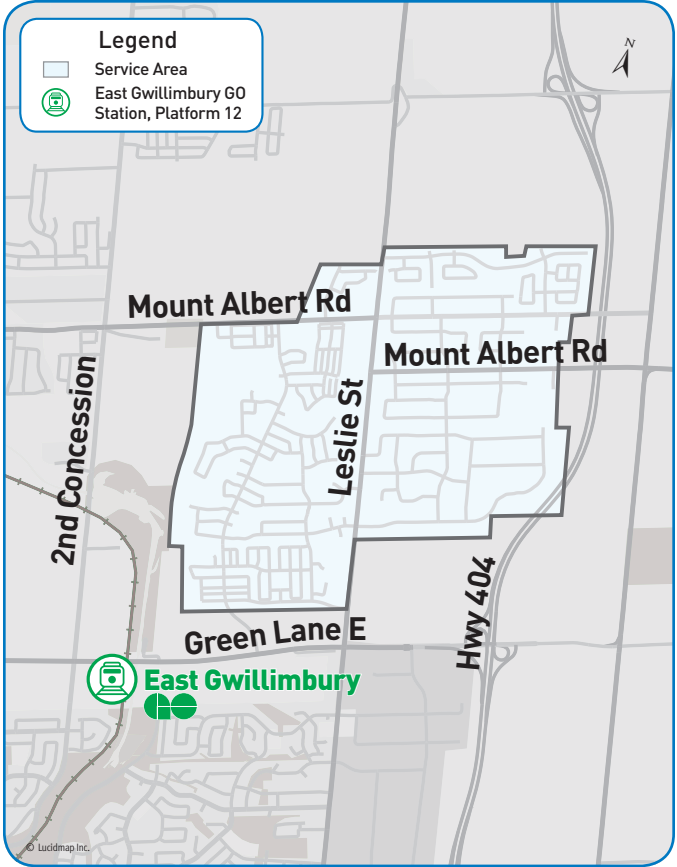 Legend
Service Area
East Gwillimbury GO
Station, Platform 12
N
Mount Albert Rd
Mount Albert Rd
2nd Concession
Leslie St
Hwy 404
Green Lane E
East Gwillimbury
GO
© Lucidmap Inc.